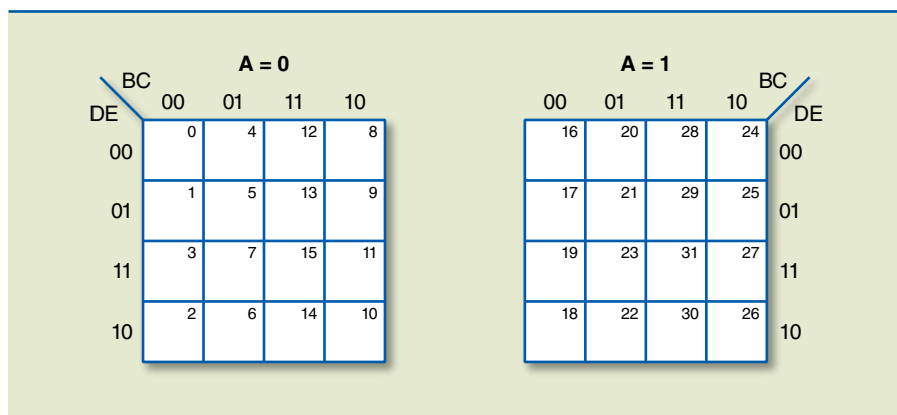 A = 0
A = 1
BC
BC
DE
00 01 11 10
00 01 11 10
DE
00
0 4 12 8
16 20 28 24
00
01
1 5 13 9
17 21 29 25
01
11
3 7 15 11
19 23 31 27
11
10
2 6 14 10
18 22 30 26
10